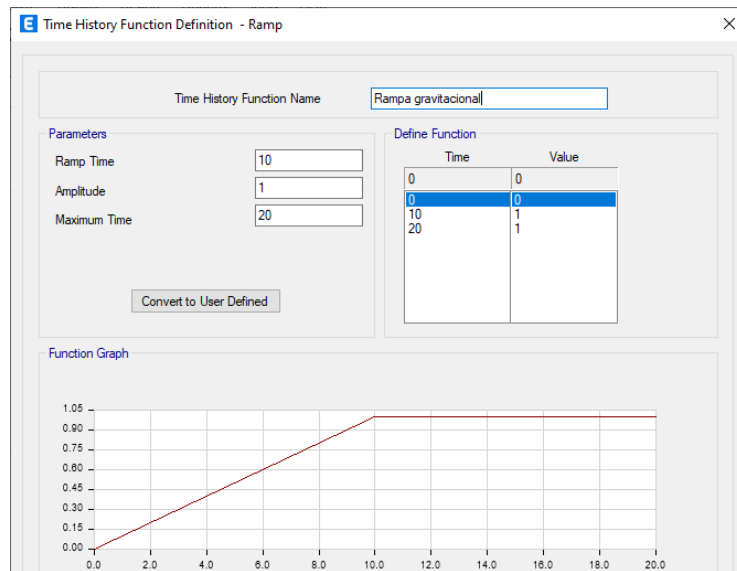 E Time History Function Definition - Ramp
Time History Function Name Rampa gravitacional
Parameters
Ramp Time 10
Amplitude 1
Maximum Time 20
Convert to User Defined
Define Function
Time Value
0 0
0 0
10 1
20 1
Function Graph
1.05
0.90
0.75
0.60
0.45
0.30
0.15
0.00
0.0 2.0 4.0 6.0 8.0 10.0 12.0 14.0 16.0 18.0 20.0